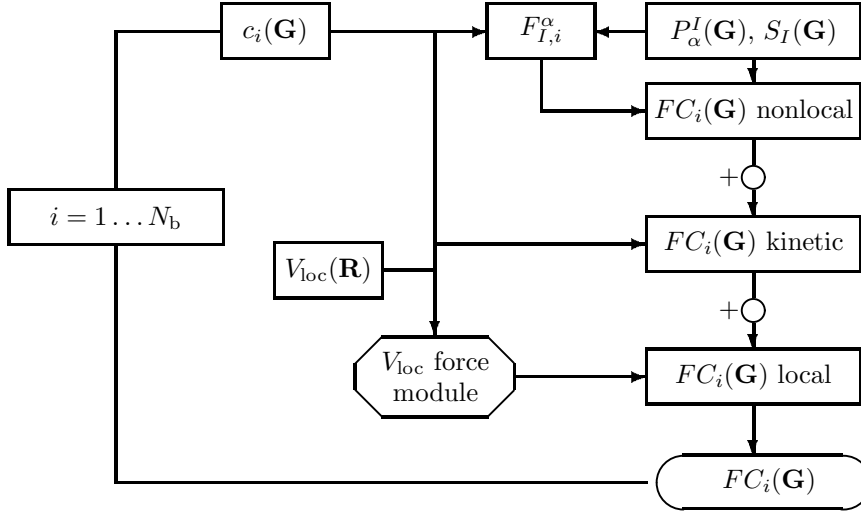 c_i(G)
F^α_{I,i}
P^I_α(G), S_I(G)
FC_i(G) nonlocal
+
i = 1 … N_b
FC_i(G) kinetic
V_loc(R)
+
V_loc force
module
FC_i(G) local
FC_i(G)